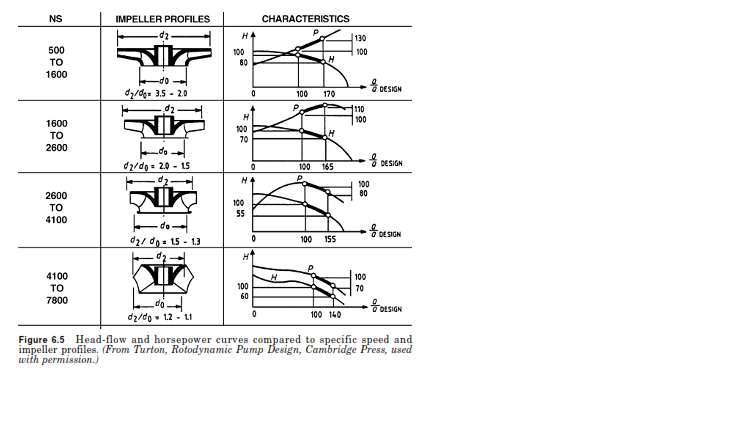 NS IMPELLER PROFILES CHARACTERISTICS
500
TO
1600
d2
d0
d2/d0 = 3.5 - 2.0
H
100
60
P
H
130
100
0 100 170
Q
Q DESIGN
1600
TO
2600
d2
d0
d2/d0 = 2.0 - 1.5
H
100
70
P
H
110
100
0 100 165
Q
Q DESIGN
2600
TO
4100
d2
d0
d2/d0 = 1.5 - 1.3
H
100
55
P
100
80
0 100 155
Q
Q DESIGN
4100
TO
7800
d2
d0
d2/d0 = 1.2 - 1.1
H
100
60
P
H
100
70
0 100 140
Q
Q DESIGN
Figure 6.5 Head-flow and horsepower curves compared to specific speed and
impeller profiles. (From Turton, Rotodynamic Pump Design, Cambridge Press, used
with permission.)